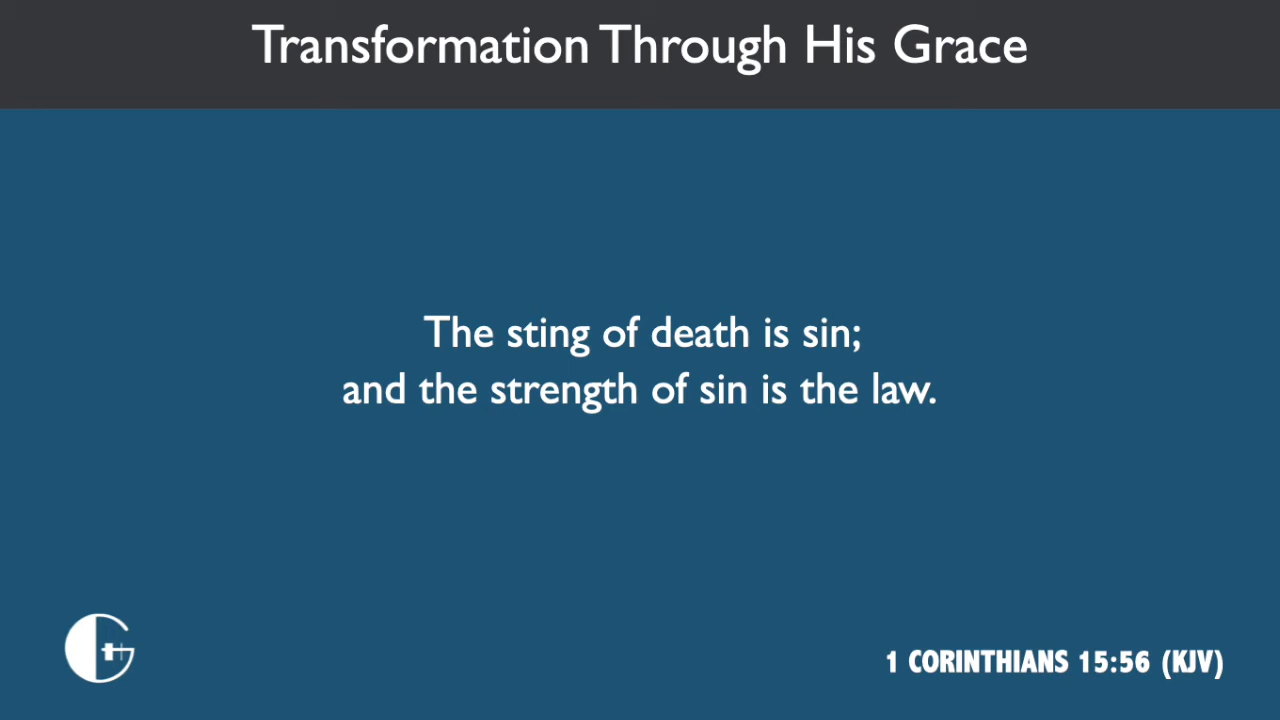 Transformation Through His Grace
The sting of death is sin;
and the strength of sin is the law.
1 CORINTHIANS 15:56 (KJV)